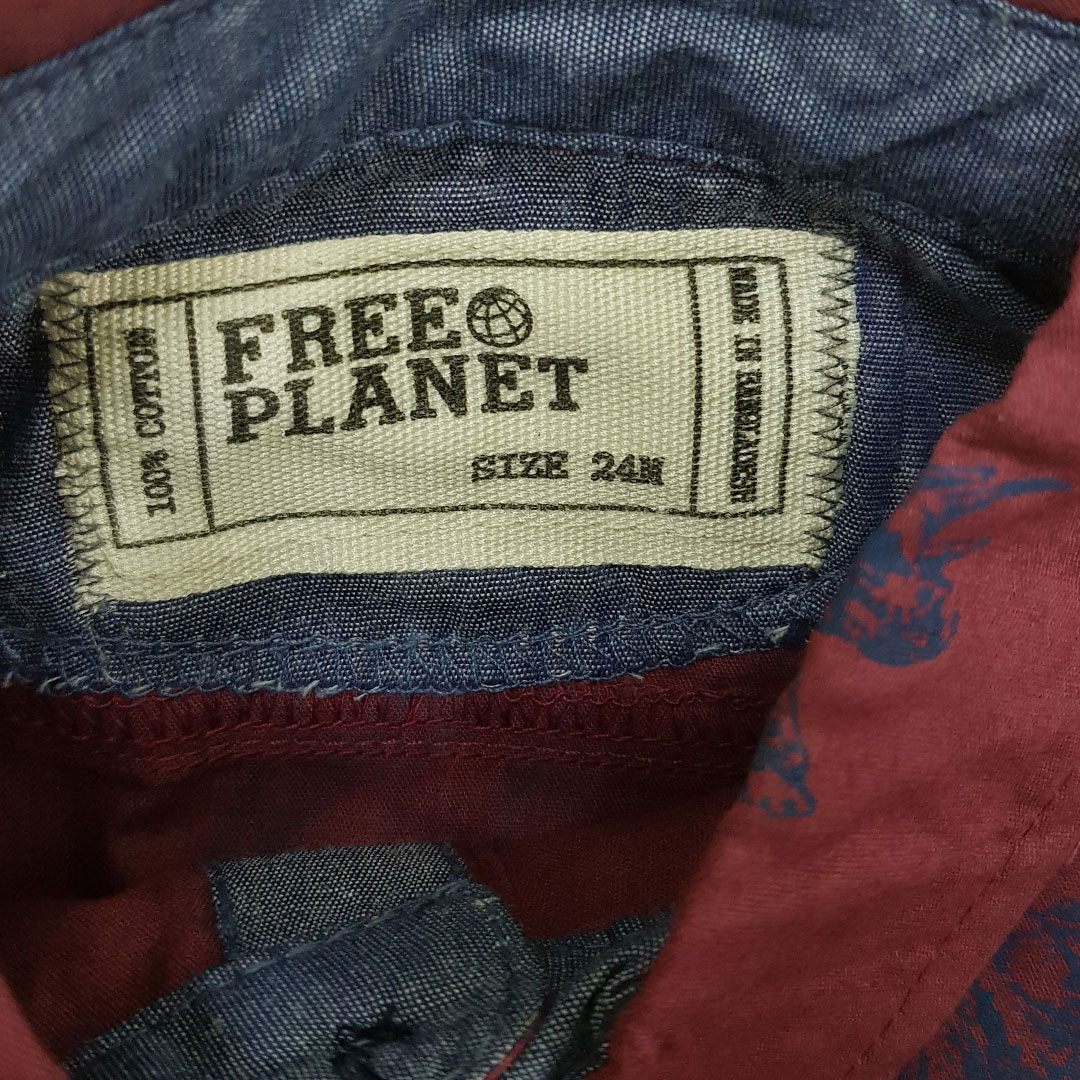 100% COTTON
FREE
PLANET
SIZE 24M
MADE IN BANGLADESH